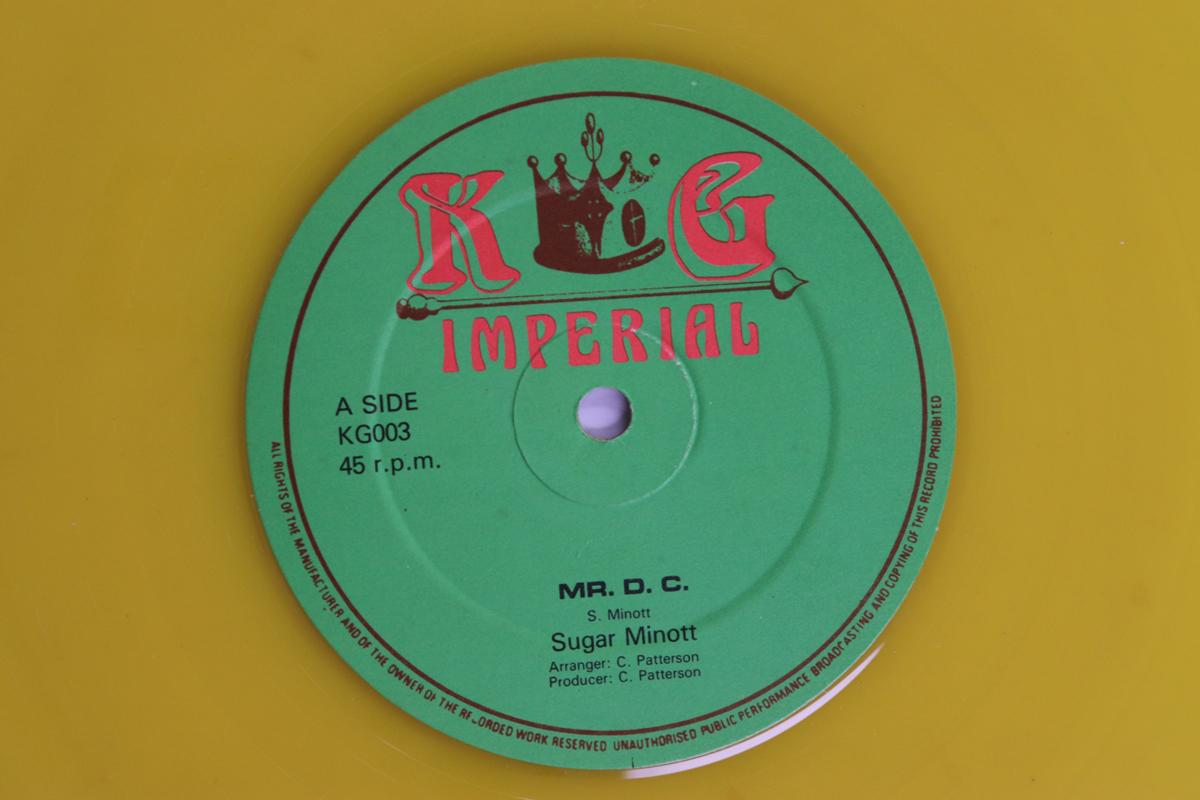 K G
IMPERIAL
A SIDE
KG003
45 r.p.m.
MR. D. C.
S. Minott
Sugar Minott
Arranger: C. Patterson
Producer: C. Patterson
ALL RIGHTS OF THE MANUFACTURER AND OF THE OWNER OF THE RECORDED WORK RESERVED UNAUTHORISED PUBLIC PERFORMANCE BROADCASTING AND COPYING OF THIS RECORD PROHIBITED